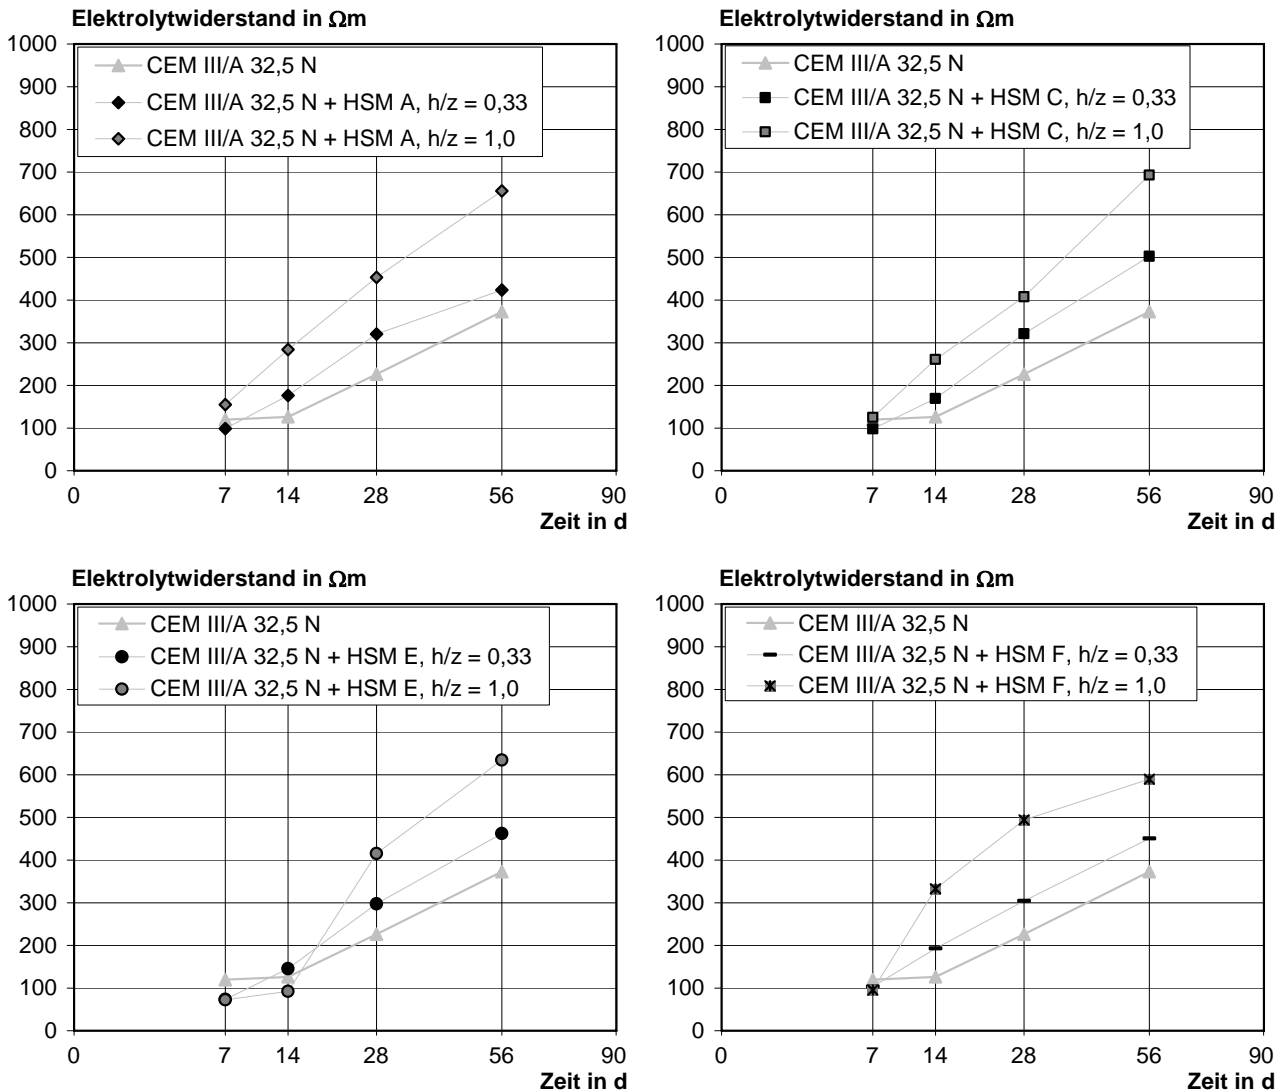 Elektrolytwiderstand in Ωm
1000
900
800
700
600
500
400
300
200
100
0
CEM III/A 32,5 N
CEM III/A 32,5 N + HSM A, h/z = 0,33
CEM III/A 32,5 N + HSM A, h/z = 1,0
0 7 14 28 56 90
Zeit in d
Elektrolytwiderstand in Ωm
1000
900
800
700
600
500
400
300
200
100
0
CEM III/A 32,5 N
CEM III/A 32,5 N + HSM C, h/z = 0,33
CEM III/A 32,5 N + HSM C, h/z = 1,0
0 7 14 28 56 90
Zeit in d
Elektrolytwiderstand in Ωm
1000
900
800
700
600
500
400
300
200
100
0
CEM III/A 32,5 N
CEM III/A 32,5 N + HSM E, h/z = 0,33
CEM III/A 32,5 N + HSM E, h/z = 1,0
0 7 14 28 56 90
Zeit in d
Elektrolytwiderstand in Ωm
1000
900
800
700
600
500
400
300
200
100
0
CEM III/A 32,5 N
CEM III/A 32,5 N + HSM F, h/z = 0,33
CEM III/A 32,5 N + HSM F, h/z = 1,0
0 7 14 28 56 90
Zeit in d